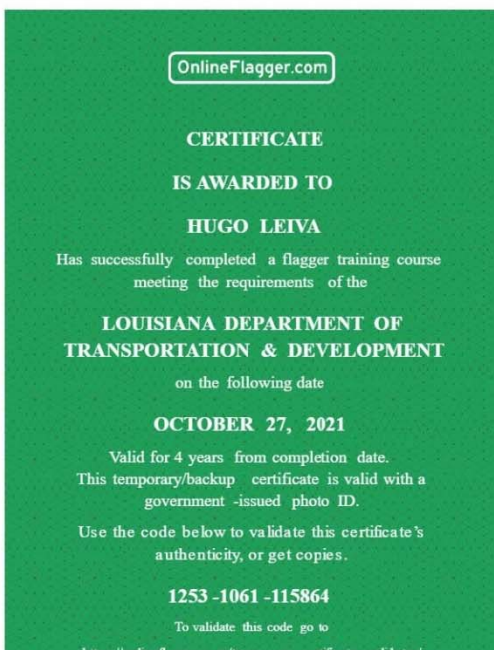 OnlineFlagger.com
CERTIFICATE
IS AWARDED TO
HUGO LEIVA
Has successfully completed a flagger training course
meeting the requirements of the
LOUISIANA DEPARTMENT OF
TRANSPORTATION & DEVELOPMENT
on the following date
OCTOBER 27, 2021
Valid for 4 years from completion date.
This temporary/backup certificate is valid with a
government -issued photo ID.
Use the code below to validate this certificate's
authenticity, or get copies.
1253 -1061 -115864
To validate this code go to